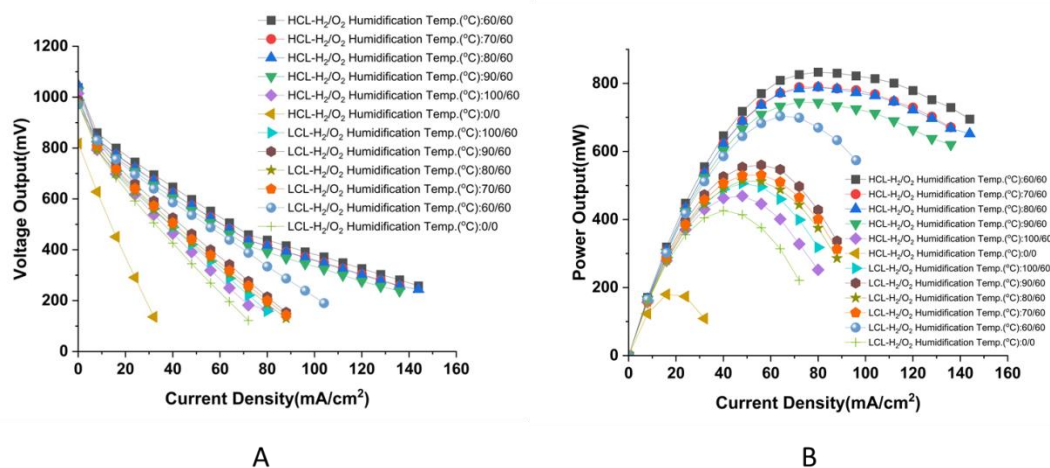 HCL-H₂/O₂ Humidification Temp.(°C):60/60
HCL-H₂/O₂ Humidification Temp.(°C):70/60
HCL-H₂/O₂ Humidification Temp.(°C):80/60
HCL-H₂/O₂ Humidification Temp.(°C):90/60
HCL-H₂/O₂ Humidification Temp.(°C):100/60
HCL-H₂/O₂ Humidification Temp.(°C):0/0
LCL-H₂/O₂ Humidification Temp.(°C):100/60
LCL-H₂/O₂ Humidification Temp.(°C):90/60
LCL-H₂/O₂ Humidification Temp.(°C):80/60
LCL-H₂/O₂ Humidification Temp.(°C):70/60
LCL-H₂/O₂ Humidification Temp.(°C):60/60
LCL-H₂/O₂ Humidification Temp.(°C):0/0
Voltage Output(mV)
1200
1000
800
600
400
200
0
0 20 40 60 80 100 120 140 160
Current Density(mA/cm²)
A
Power Output(mW)
800
600
400
200
0
HCL-H₂/O₂ Humidification Temp.(°C):60/60
HCL-H₂/O₂ Humidification Temp.(°C):70/60
HCL-H₂/O₂ Humidification Temp.(°C):80/60
HCL-H₂/O₂ Humidification Temp.(°C):90/60
HCL-H₂/O₂ Humidification Temp.(°C):100/60
HCL-H₂/O₂ Humidification Temp.(°C):0/0
LCL-H₂/O₂ Humidification Temp.(°C):100/60
LCL-H₂/O₂ Humidification Temp.(°C):90/60
LCL-H₂/O₂ Humidification Temp.(°C):80/60
LCL-H₂/O₂ Humidification Temp.(°C):70/60
LCL-H₂/O₂ Humidification Temp.(°C):60/60
LCL-H₂/O₂ Humidification Temp.(°C):0/0
0 20 40 60 80 100 120 140 160
Current Density(mA/cm²)
B